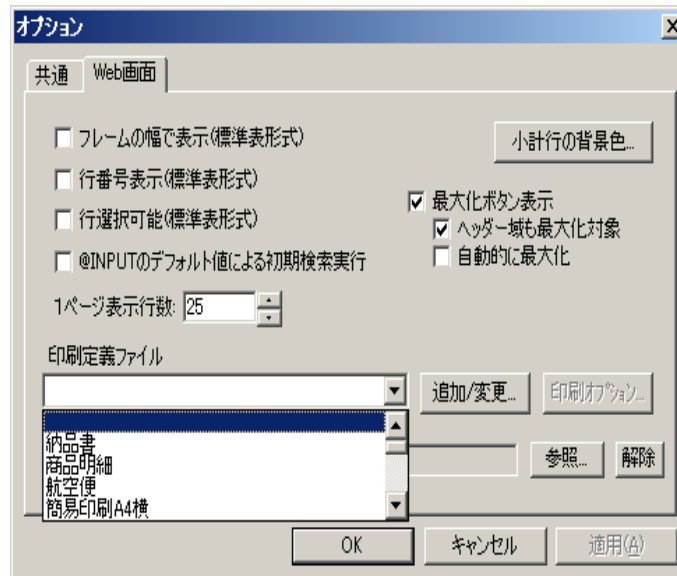 オプション
共通
Web画面
フレームの幅で表示(標準表形式)
小計行の背景色...
行番号表示(標準表形式)
最大化ボタン表示
行選択可能(標準表形式)
ヘッダー域も最大化対象
@INPUTのデフォルト値による初期検索実行
自動的に最大化
1ページ表示行数: 25
印刷定義ファイル
追加/変更...
印刷オプション...
納品書
商品明細
航空便
簡易印刷A4横
参照...
解除
OK
キャンセル
適用(A)